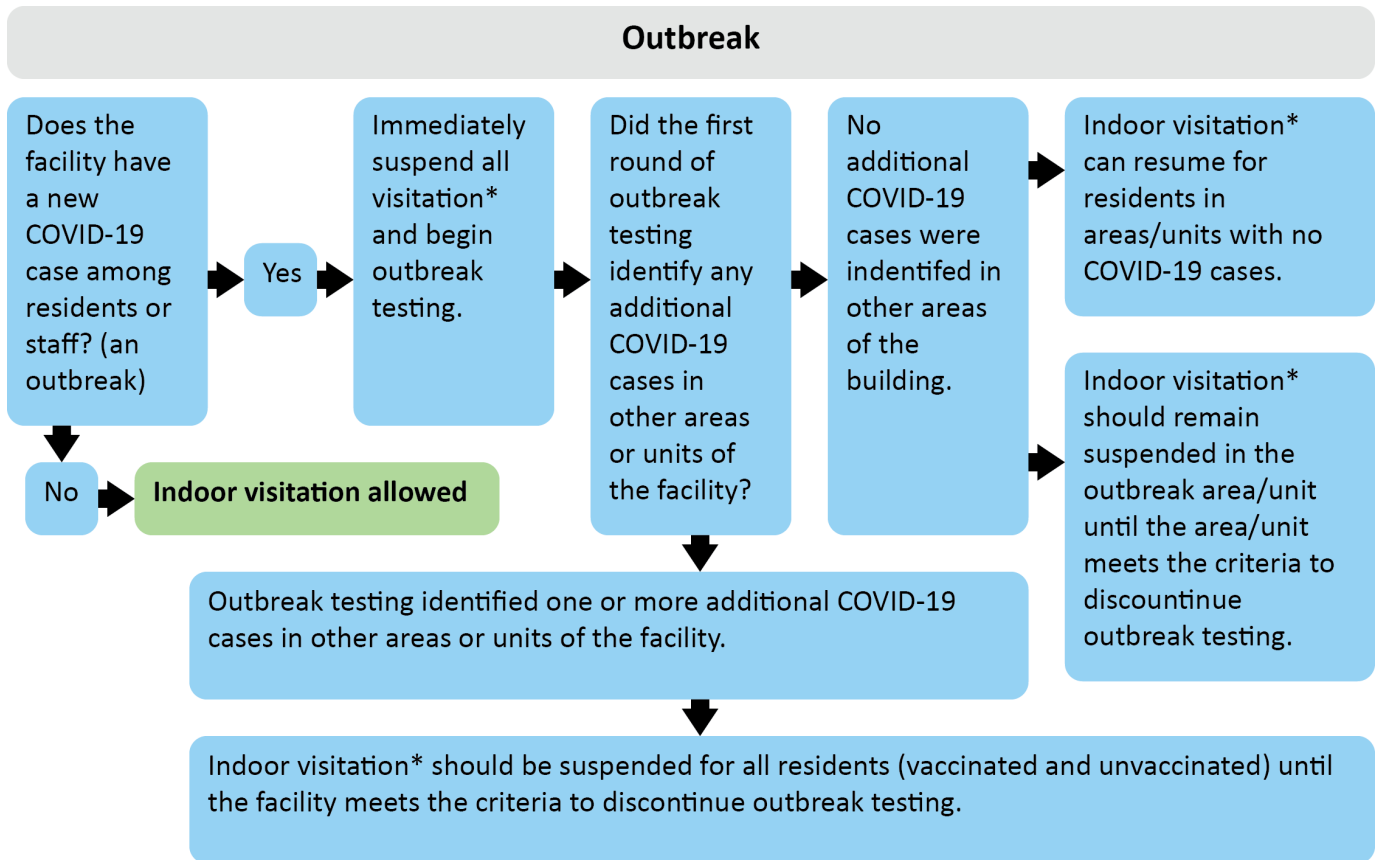 Outbreak
Does the
facility have
a new
COVID-19
case among
residents or
staff? (an
outbreak)
Yes
Immediately
suspend all
visitation*
and begin
outbreak
testing.
Did the first
round of
outbreak
testing
identify any
additional
COVID-19
cases in
other areas
or units of
the facility?
No
additional
COVID-19
cases were
indentifed in
other areas
of the
building.
Indoor visitation*
can resume for
residents in
areas/units with no
COVID-19 cases.
Indoor visitation*
should remain
suspended in the
outbreak area/unit
until the area/unit
meets the criteria to
discountinue
outbreak testing.
No
Indoor visitation allowed
Outbreak testing identified one or more additional COVID-19
cases in other areas or units of the facility.
Indoor visitation* should be suspended for all residents (vaccinated and unvaccinated) until
the facility meets the criteria to discontinue outbreak testing.